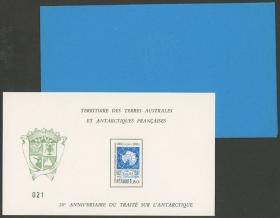 TERRITOIRE DES TERRES AUSTRALES
ET ANTARCTIQUES FRANÇAISES
021
20e ANNIVERSAIRE DU TRAITÉ SUR L'ANTARCTIQUE